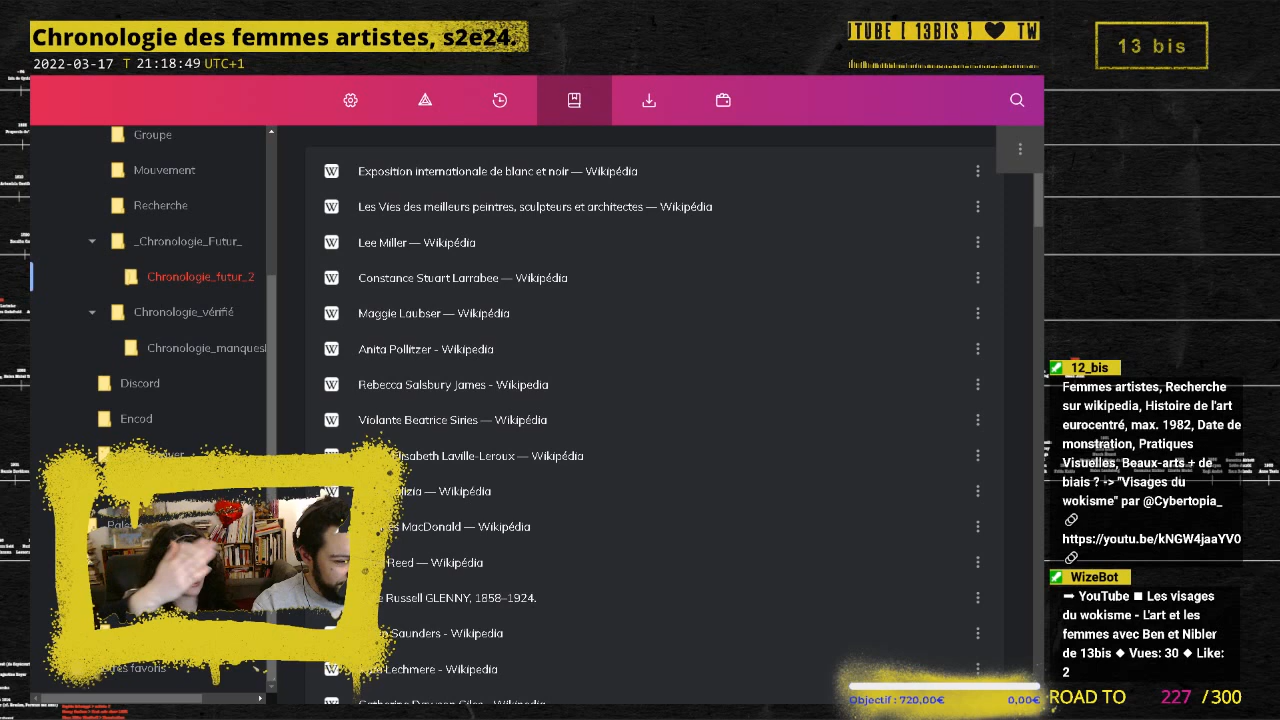 Chronologie des femmes artistes, s2e24.
2022-03-17 T 21:18:49 UTC+1
UTUBE [ 13BIS ] ♥ TW
13 bis
Groupe
Mouvement
Recherche
_Chronologie_Futur_
Chronologie_futur_2
Chronologie_vérifié
Chronologie_manques
Discord
Encod
Exposition internationale de blanc et noir — Wikipédia
Les Vies des meilleurs peintres, sculpteurs et architectes — Wikipédia
Lee Miller — Wikipédia
Constance Stuart Larrabee — Wikipédia
Maggie Laubser — Wikipédia
Anita Pollitzer - Wikipedia
Rebecca Salsbury James - Wikipedia
Violante Beatrice Siries — Wikipédia
Élisabeth Laville-Leroux — Wikipédia
— Wikipédia
MacDonald — Wikipédia
Reed — Wikipédia
Russell GLENNY, 1858–1924.
Saunders - Wikipedia
Lechmere - Wikipedia
favoris
12_bis
Femmes artistes, Recherche
sur wikipedia, Histoire de l'art
eurocentré, max. 1982, Date de
monstration, Pratiques
Visuelles, Beaux-arts + de
biais ? -> "Visages du
wokisme" par @Cybertopia_
https://youtu.be/kNGW4jaaYV0
WizeBot
➡ YouTube ■ Les visages
du wokisme - L'art et les
femmes avec Ben et Nibler
de 13bis ◆ Vues: 30 ◆ Like:
2
Objectif : 720,00€ 0,00€
ROAD TO 227 / 300